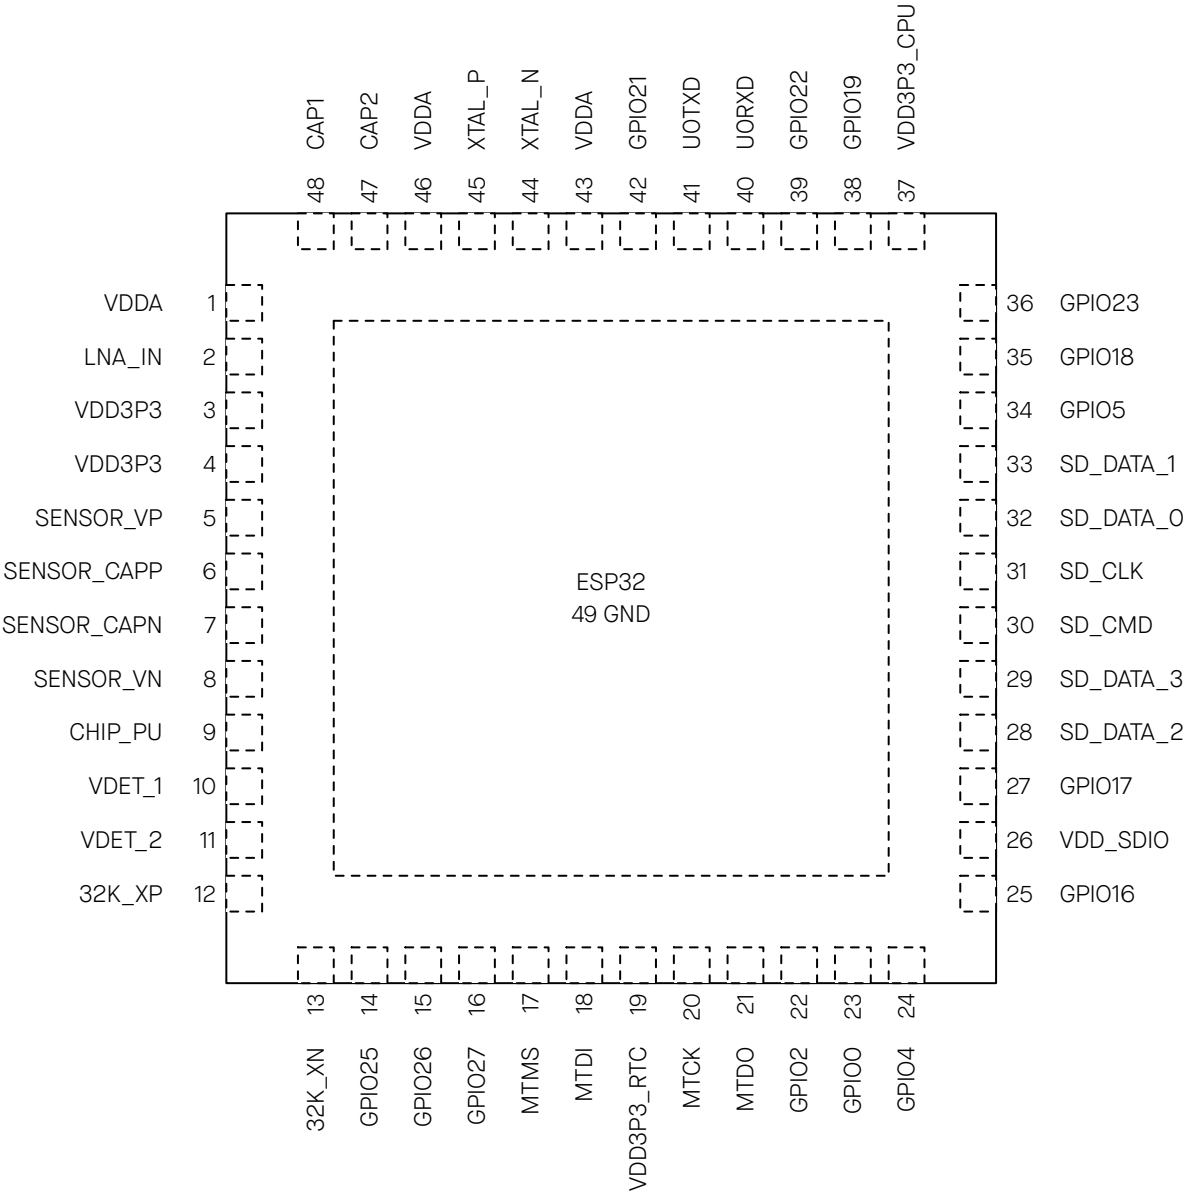 CAP1 48
CAP2 47
VDDA 46
XTAL_P 45
XTAL_N 44
VDDA 43
GPIO21 42
U0TXD 41
U0RXD 40
GPIO22 39
GPIO19 38
VDD3P3_CPU 37
VDDA 1
LNA_IN 2
VDD3P3 3
VDD3P3 4
SENSOR_VP 5
SENSOR_CAPP 6
SENSOR_CAPN 7
SENSOR_VN 8
CHIP_PU 9
VDET_1 10
VDET_2 11
32K_XP 12
ESP32
49 GND
36 GPIO23
35 GPIO18
34 GPIO5
33 SD_DATA_1
32 SD_DATA_0
31 SD_CLK
30 SD_CMD
29 SD_DATA_3
28 SD_DATA_2
27 GPIO17
26 VDD_SDIO
25 GPIO16
32K_XN 13
GPIO25 14
GPIO26 15
GPIO27 16
MTMS 17
MTDI 18
VDD3P3_RTC 19
MTCK 20
MTDO 21
GPIO2 22
GPIO0 23
GPIO4 24